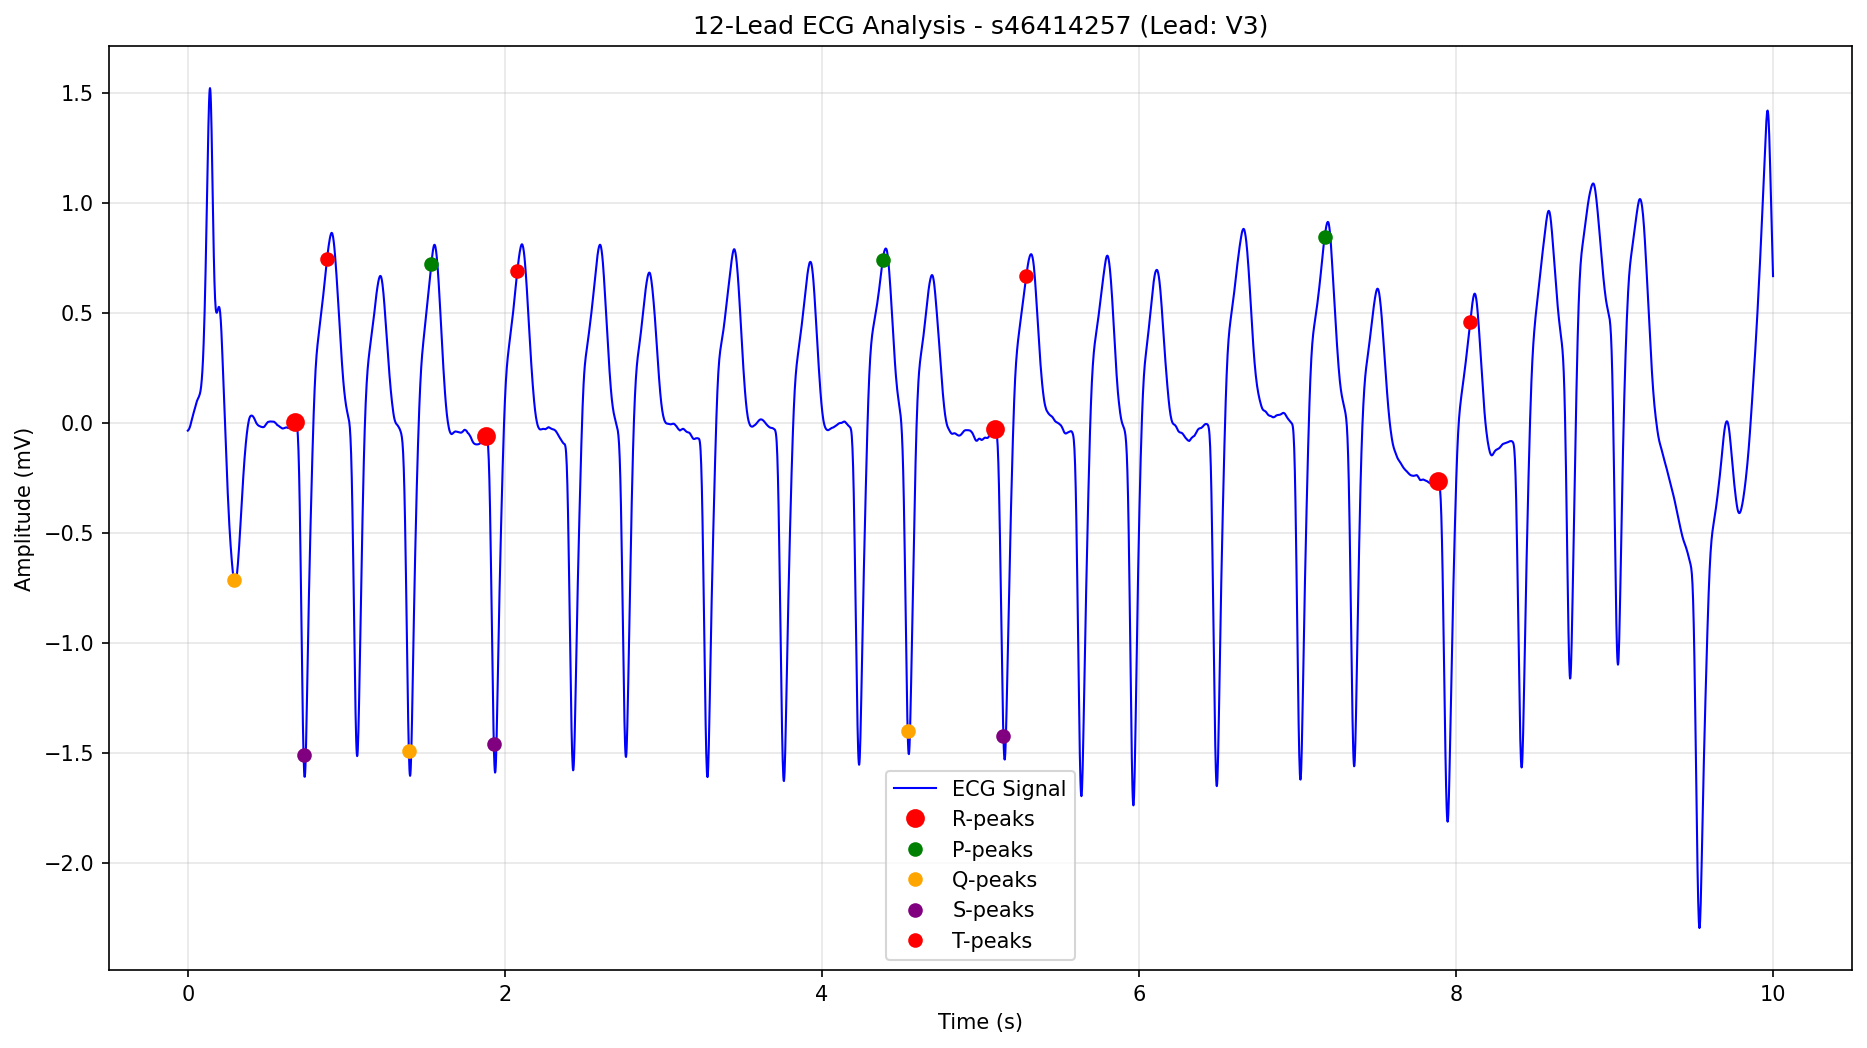 12-Lead ECG Analysis - s46414257 (Lead: V3)
Amplitude (mV)
1.5
1.0
0.5
0.0
−0.5
−1.0
−1.5
−2.0
ECG Signal
R-peaks
P-peaks
Q-peaks
S-peaks
T-peaks
0 2 4 6 8 10
Time (s)